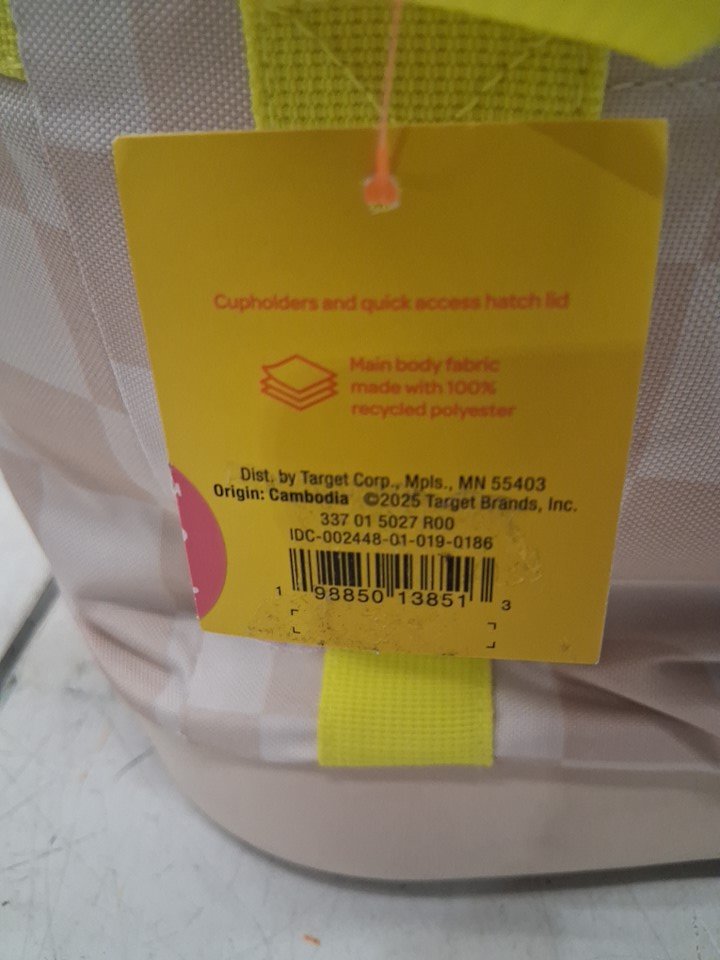 Cupholders and quick access hatch lid
Main body fabric
made with 100%
recycled polyester
Dist. by Target Corp., Mpls., MN 55403
Origin: Cambodia ©2025 Target Brands, Inc.
337 01 5027 R00
IDC-002448-01-019-0186
1 98850 13851 3